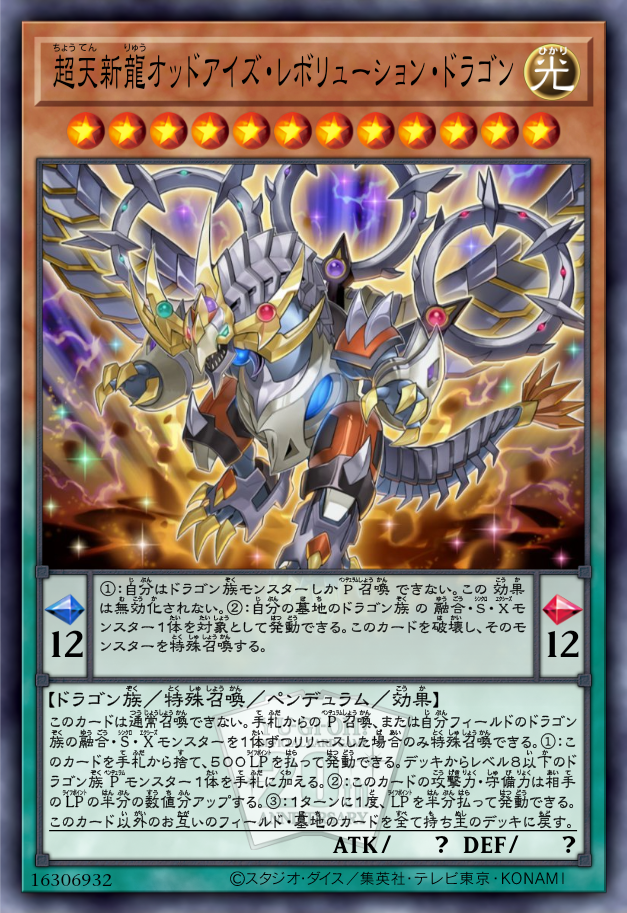 超天新龍オッドアイズ・レボリューション・ドラゴン 光
①:自分はドラゴン族モンスターしかP召喚できない。この効果
は無効化されない。②:自分の墓地のドラゴン族の融合・S・Xモ
ンスター1体を対象として発動できる。このカードを破壊し、そのモ
ンスターを特殊召喚する。
12
12
【ドラゴン族/特殊召喚/ペンデュラム/効果】
このカードは通常召喚できない。手札からのP召喚、または自分フィールドのドラゴン
族の融合・S・Xモンスターを1体ずつリリースした場合のみ特殊召喚できる。①:こ
のカードを手札から捨て、500LPを払って発動できる。デッキからレベル8以下のド
ラゴン族Pモンスター1体を手札に加える。②:このカードの攻撃力・守備力は相手
のLPの半分の数値分アップする。③:1ターンに1度、LPを半分払って発動できる。
このカード以外のお互いのフィールド・墓地のカードを全て持ち主のデッキに戻す。
ATK/ ? DEF/ ?
16306932 ©スタジオ・ダイス/集英社・テレビ東京・KONAMI